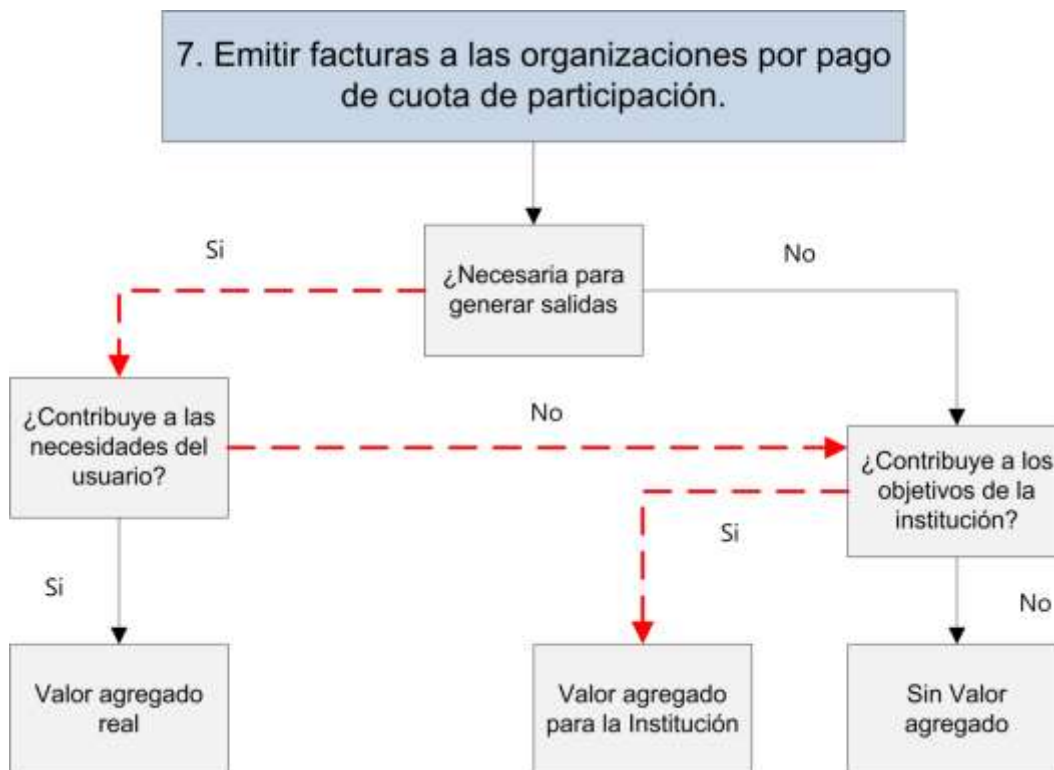 7. Emitir facturas a las organizaciones por pago
de cuota de participación.
Si
No
¿Necesaria para
generar salidas
¿Contribuye a las
necesidades del
usuario?
No
¿Contribuye a los
objetivos de la
institución?
Si
Si
No
Valor agregado
real
Valor agregado
para la Institución
Sin Valor
agregado